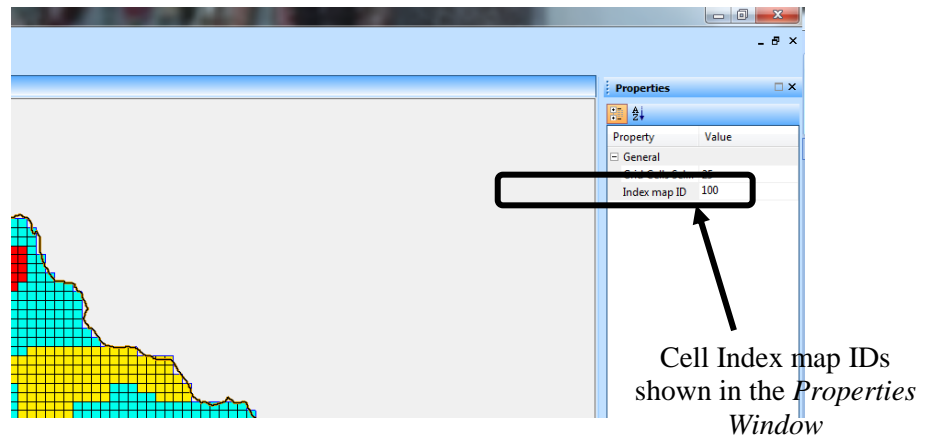 Properties
Property Value
General
Index map ID 100
Cell Index map IDs
shown in the Properties
Window